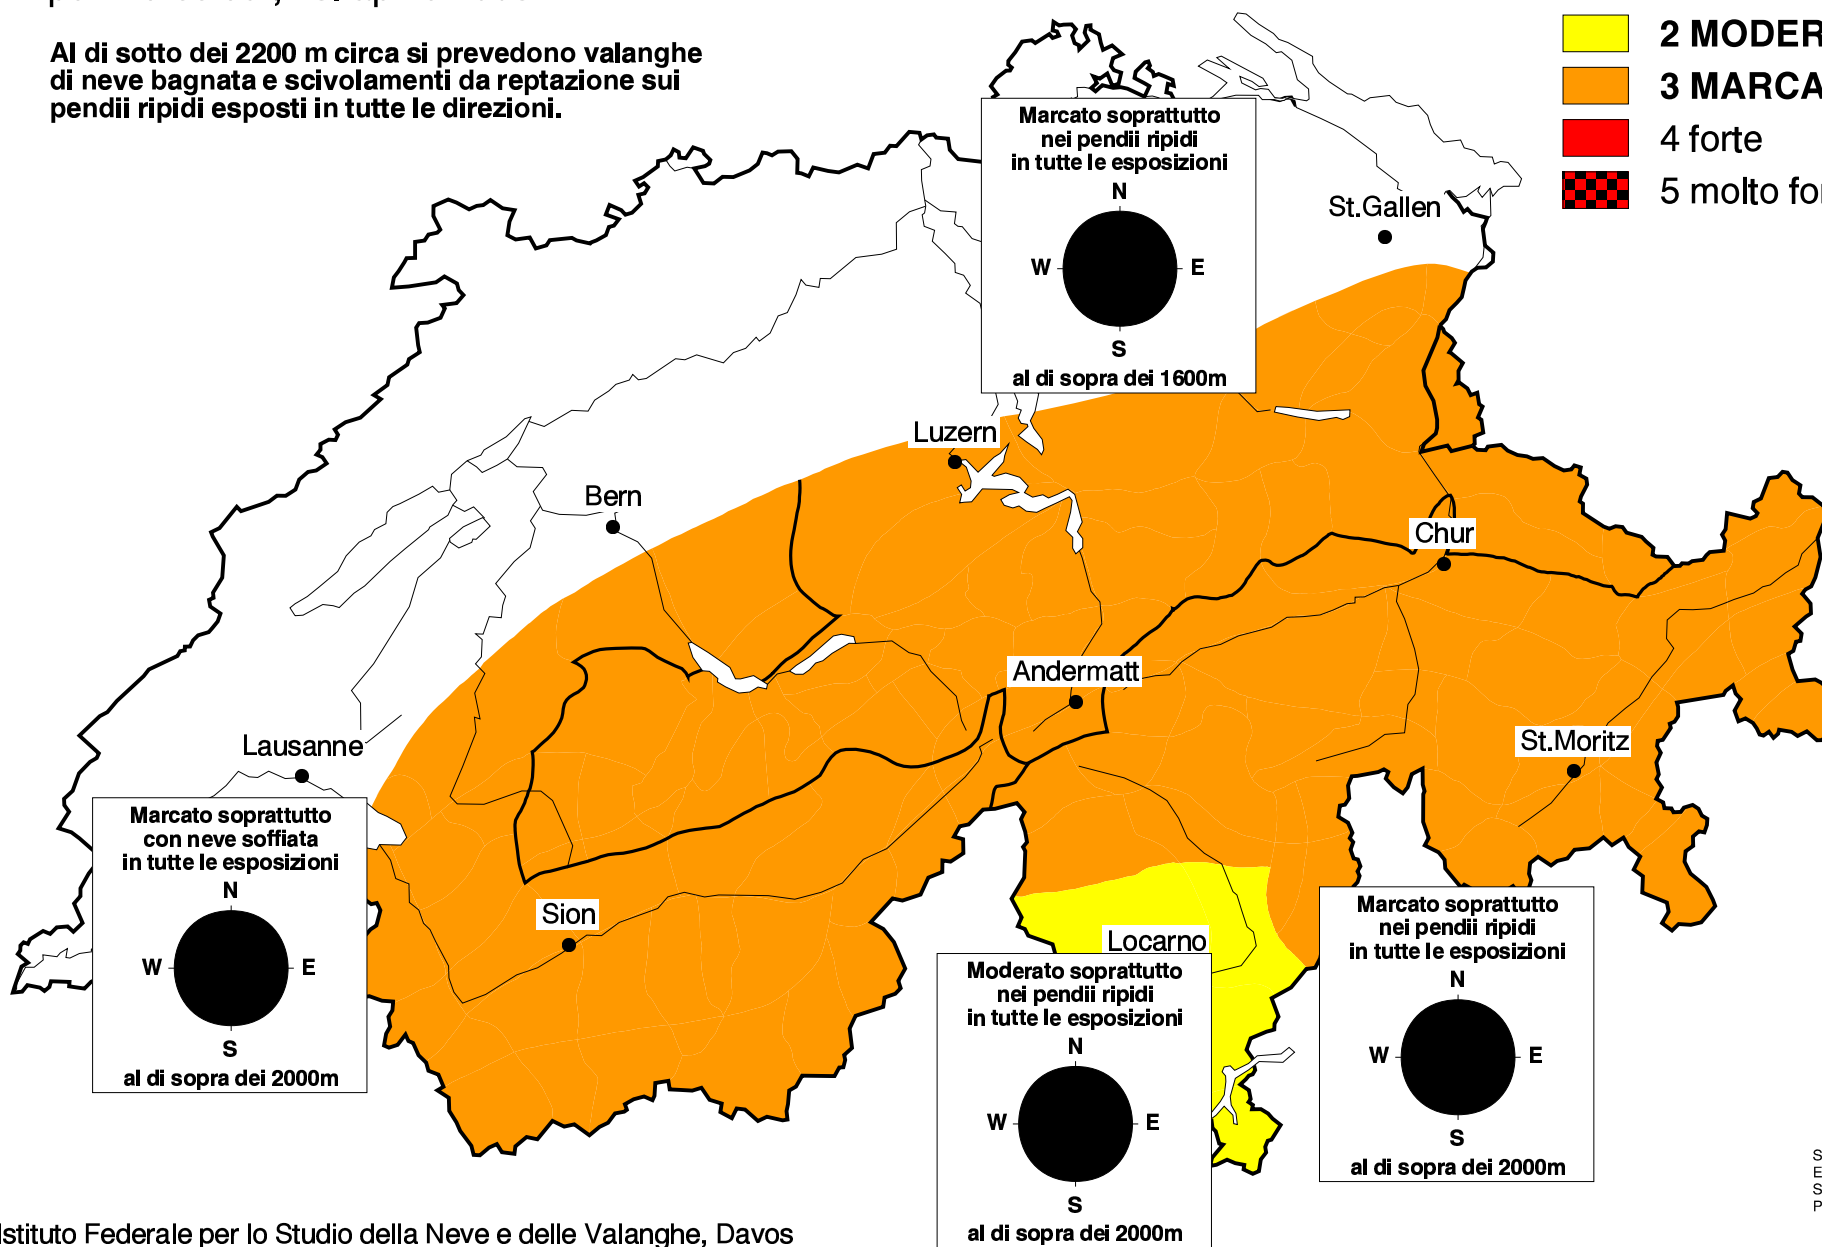 Al di sotto dei 2200 m circa si prevedono valanghe
di neve bagnata e scivolamenti da reptazione sui
pendii ripidi esposti in tutte le direzioni.
2 MODER
3 MARCA
4 forte
5 molto for
Marcato soprattutto
nei pendii ripidi
in tutte le esposizioni
N
W E
S
al di sopra dei 1600m
St.Gallen
Luzern
Bern
Chur
Andermatt
St.Moritz
Lausanne
Marcato soprattutto
con neve soffiata
in tutte le esposizioni
N
W E
S
al di sopra dei 2000m
Sion
Locarno
Moderato soprattutto
nei pendii ripidi
in tutte le esposizioni
N
W E
S
al di sopra dei 2000m
Marcato soprattutto
nei pendii ripidi
in tutte le esposizioni
N
W E
S
al di sopra dei 2000m
S
E
S
P
Istituto Federale per lo Studio della Neve e delle Valanghe, Davos